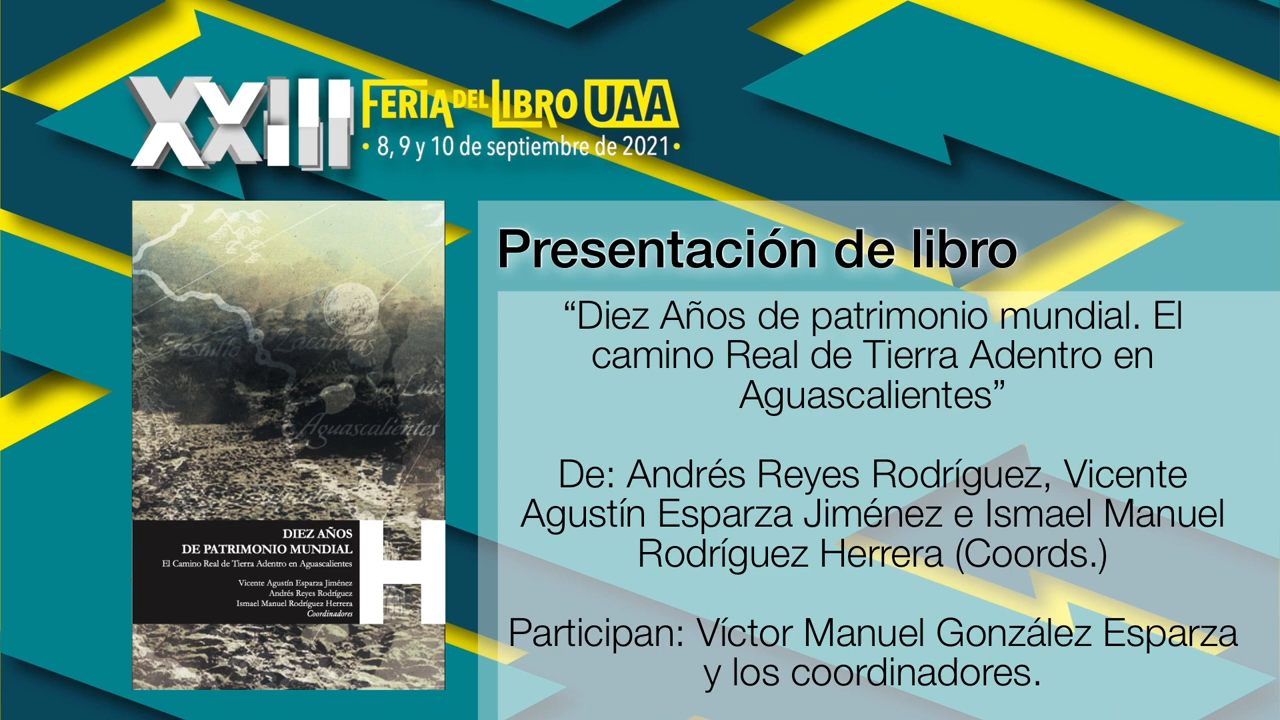 XXIII FERIA DEL LIBRO UAA
• 8, 9 y 10 de septiembre de 2021 •
Zacatecas
San Luis
Aguascalientes
DIEZ AÑOS
DE PATRIMONIO MUNDIAL
El Camino Real de Tierra Adentro en Aguascalientes
Vicente Agustín Esparza Jiménez
Andrés Reyes Rodríguez
Ismael Manuel Rodríguez Herrera
Coordinadores
H
Presentación de libro
“Diez Años de patrimonio mundial. El
camino Real de Tierra Adentro en
Aguascalientes”
De: Andrés Reyes Rodríguez, Vicente
Agustín Esparza Jiménez e Ismael Manuel
Rodríguez Herrera (Coords.)
Participan: Víctor Manuel González Esparza
y los coordinadores.